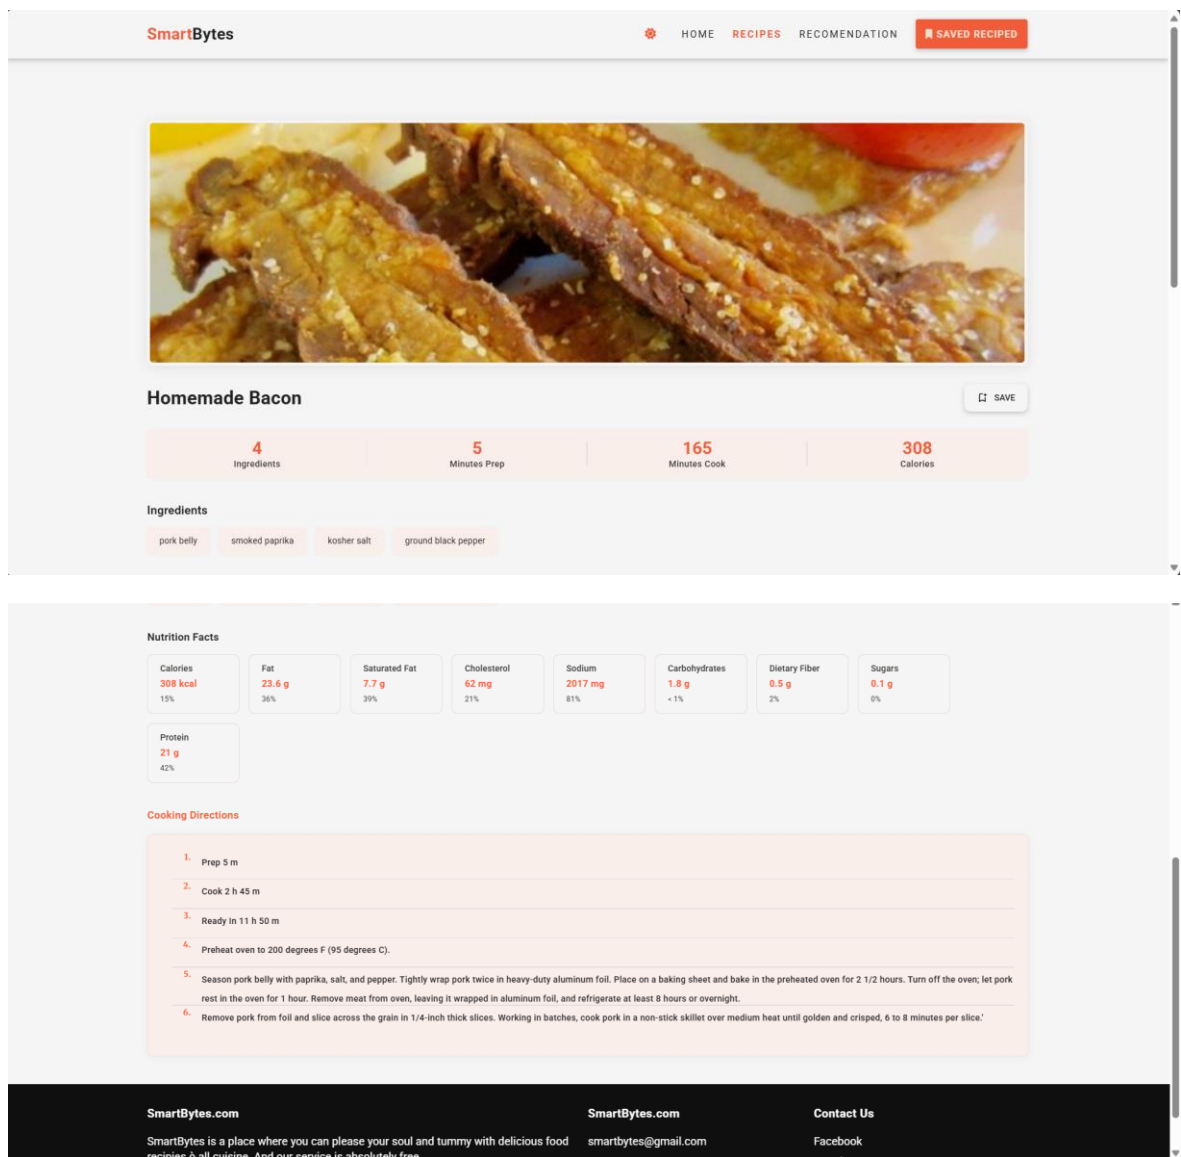 SmartBytes
HOME RECIPES RECOMENDATION SAVED RECIPED
Homemade Bacon
SAVE
4 5 165 308
Ingredients Minutes Prep Minutes Cook Calories
Ingredients
pork belly smoked paprika kosher salt ground black pepper
Nutrition Facts
Calories Fat Saturated Fat Cholesterol Sodium Carbohydrates Dietary Fiber Sugars
308 kcal 23.6 g 7.7 g 62 mg 2017 mg 1.8 g 0.5 g 0.1 g
15% 36% 39% 21% 81% < 1% 2% 0%
Protein
21 g
42%
Cooking Directions
1. Prep 5 m
2. Cook 2 h 45 m
3. Ready In 11 h 50 m
4. Preheat oven to 200 degrees F (95 degrees C).
5. Season pork belly with paprika, salt, and pepper. Tightly wrap pork twice in heavy-duty aluminum foil. Place on a baking sheet and bake in the preheated oven for 2 1/2 hours. Turn off the oven; let pork
rest in the oven for 1 hour. Remove meat from oven, leaving it wrapped in aluminum foil, and refrigerate at least 8 hours or overnight.
6. Remove pork from foil and slice across the grain in 1/4-inch thick slices. Working in batches, cook pork in a non-stick skillet over medium heat until golden and crisped, 6 to 8 minutes per slice.'
SmartBytes.com SmartBytes.com Contact Us
SmartBytes is a place where you can please your soul and tummy with delicious food smartbytes@gmail.com Facebook
recipies ò all cuisine. And our service is absolutely free